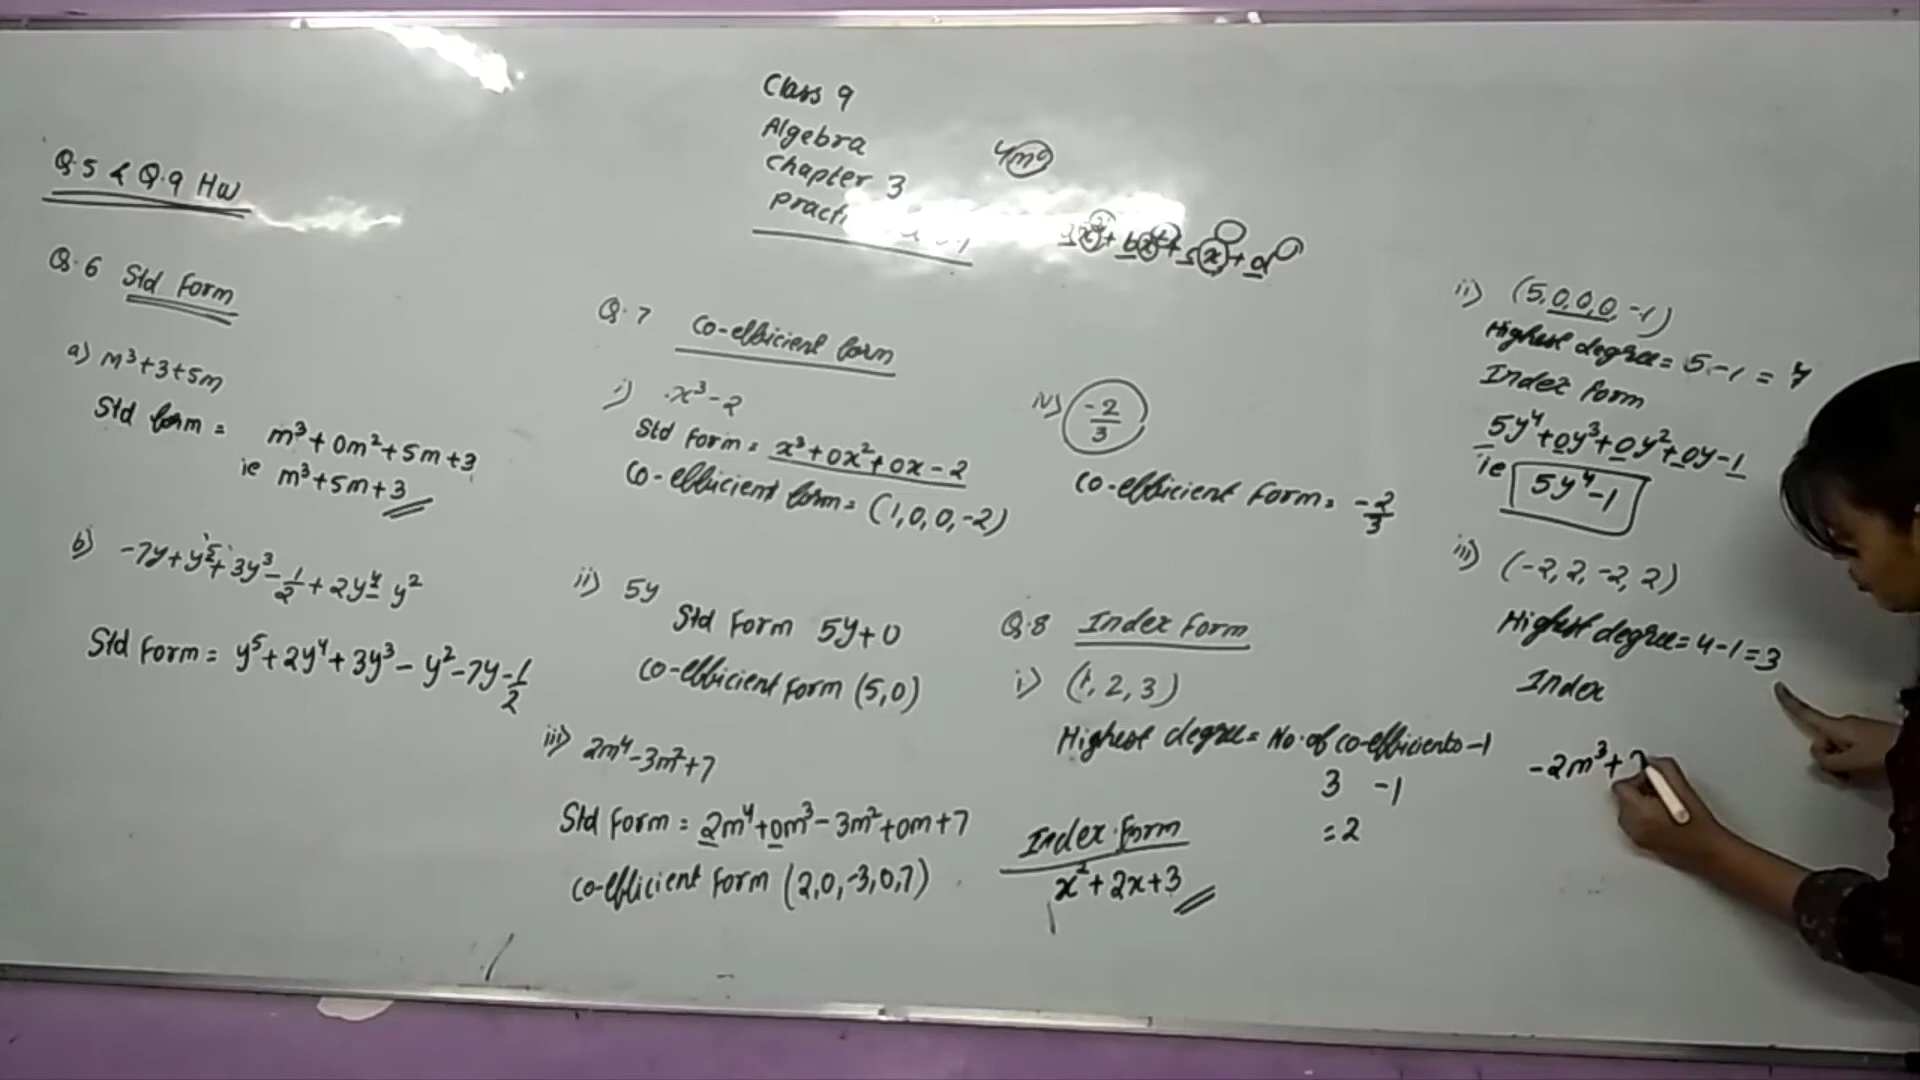 Class 9
Algebra
Chapter 3
4m⁰
Q.5 & Q.9 HW
Q.6 Std Form
a) m³+3+5m
Std form = m³+0m²+5m+3
ie m³+5m+3
b) -7y+y⁵+3y³-1/2+2y⁴-y²
Std Form = y⁵+2y⁴+3y³-y²-7y-1/2
Q.7 Co-efficient form
i) x³-2
Std Form = x³+0x²+0x-2
Co-efficient form = (1,0,0,-2)
ii) 5y
Std Form 5y+0
Co-efficient form (5,0)
iii) 2m⁴-3m²+7
Std Form = 2m⁴+0m³-3m²+0m+7
Co-efficient Form (2,0,-3,0,7)
iv) -2/3
Co-efficient Form = -2/3
Q.8 Index Form
i) (1,2,3)
Highest degree = No. of co-efficients-1
3 -1
=2
Index Form
x²+2x+3
ii) (5,0,0,0,-1)
Highest degree = 5-1=4
Index Form
5y⁴+0y³+0y²+0y-1
ie 5y⁴-1
iii) (-2,2,-2,2)
Highest degree = 4-1=3
Index
-2m³+2